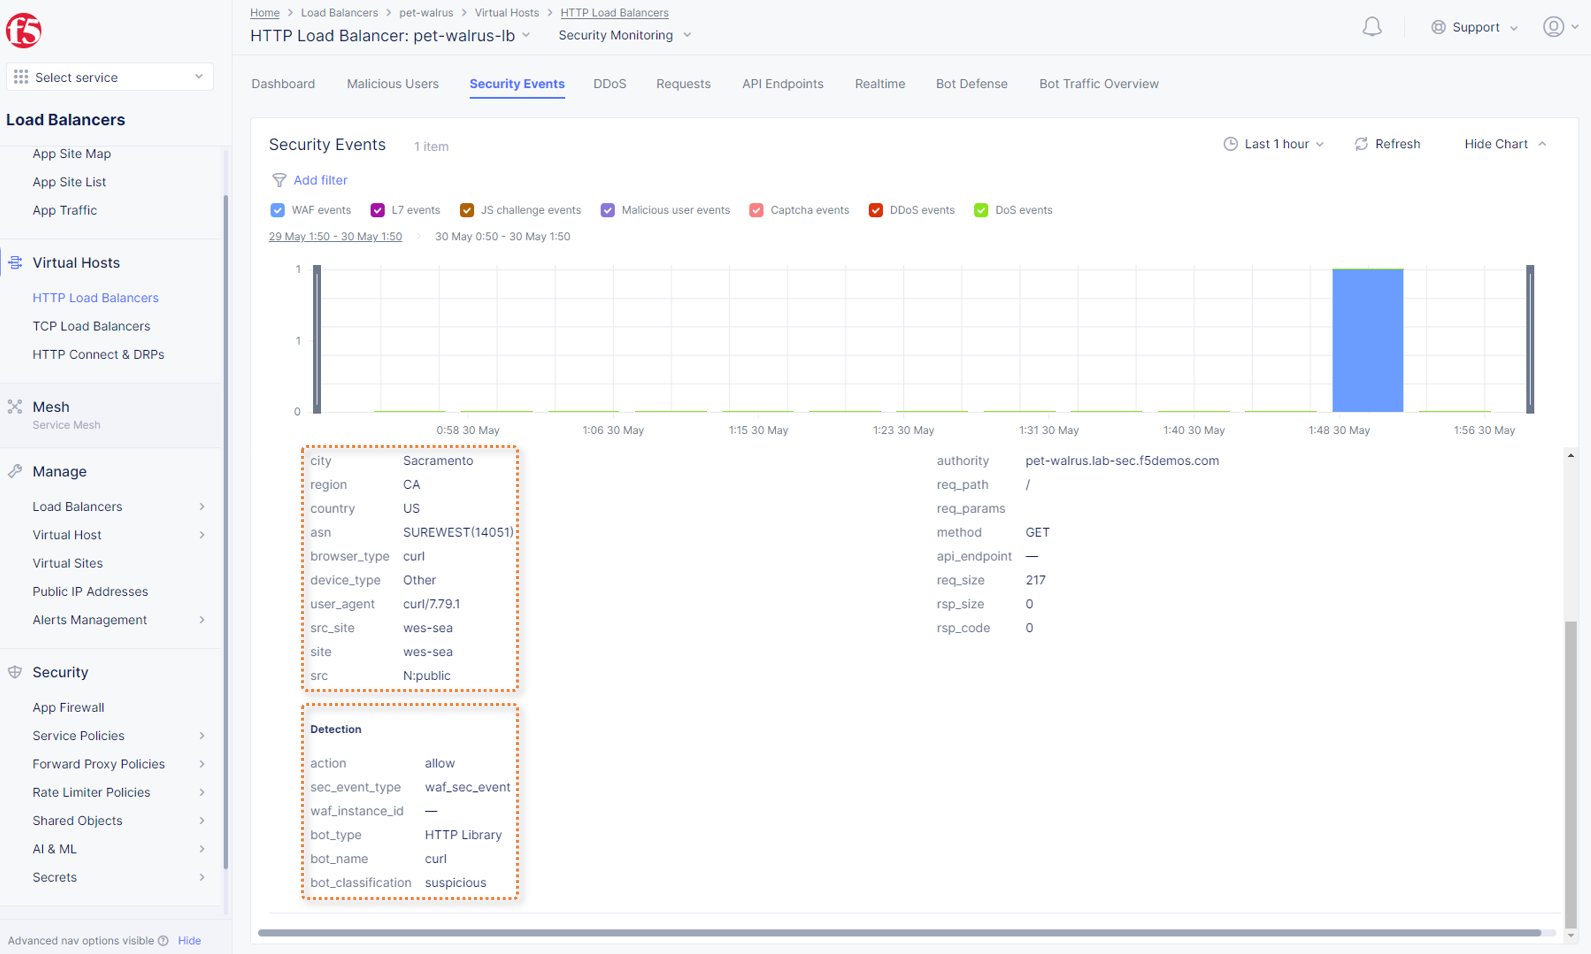 f5
Home > Load Balancers > pet-walrus > Virtual Hosts > HTTP Load Balancers
HTTP Load Balancer: pet-walrus-lb
Security Monitoring
Support
Select service
Dashboard
Malicious Users
Security Events
DDoS
Requests
API Endpoints
Realtime
Bot Defense
Bot Traffic Overview
Load Balancers
App Site Map
App Site List
App Traffic
Virtual Hosts
HTTP Load Balancers
TCP Load Balancers
HTTP Connect & DRPs
Mesh
Service Mesh
Manage
Load Balancers
Virtual Host
Virtual Sites
Public IP Addresses
Alerts Management
Security
App Firewall
Service Policies
Forward Proxy Policies
Rate Limiter Policies
Shared Objects
AI & ML
Secrets
Advanced nav options visible Hide
Security Events 1 item
Last 1 hour
Refresh
Hide Chart
Add filter
WAF events
L7 events
JS challenge events
Malicious user events
Captcha events
DDoS events
DoS events
29 May 1:50 - 30 May 1:50 > 30 May 0:50 - 30 May 1:50
1
1
0
0:58 30 May
1:06 30 May
1:15 30 May
1:23 30 May
1:31 30 May
1:40 30 May
1:48 30 May
1:56 30 May
city Sacramento
region CA
country US
asn SUREWEST(14051)
browser_type curl
device_type Other
user_agent curl/7.79.1
src_site wes-sea
site wes-sea
src N:public
authority pet-walrus.lab-sec.f5demos.com
req_path /
req_params
method GET
api_endpoint —
req_size 217
rsp_size 0
rsp_code 0
Detection
action allow
sec_event_type waf_sec_event
waf_instance_id —
bot_type HTTP Library
bot_name curl
bot_classification suspicious